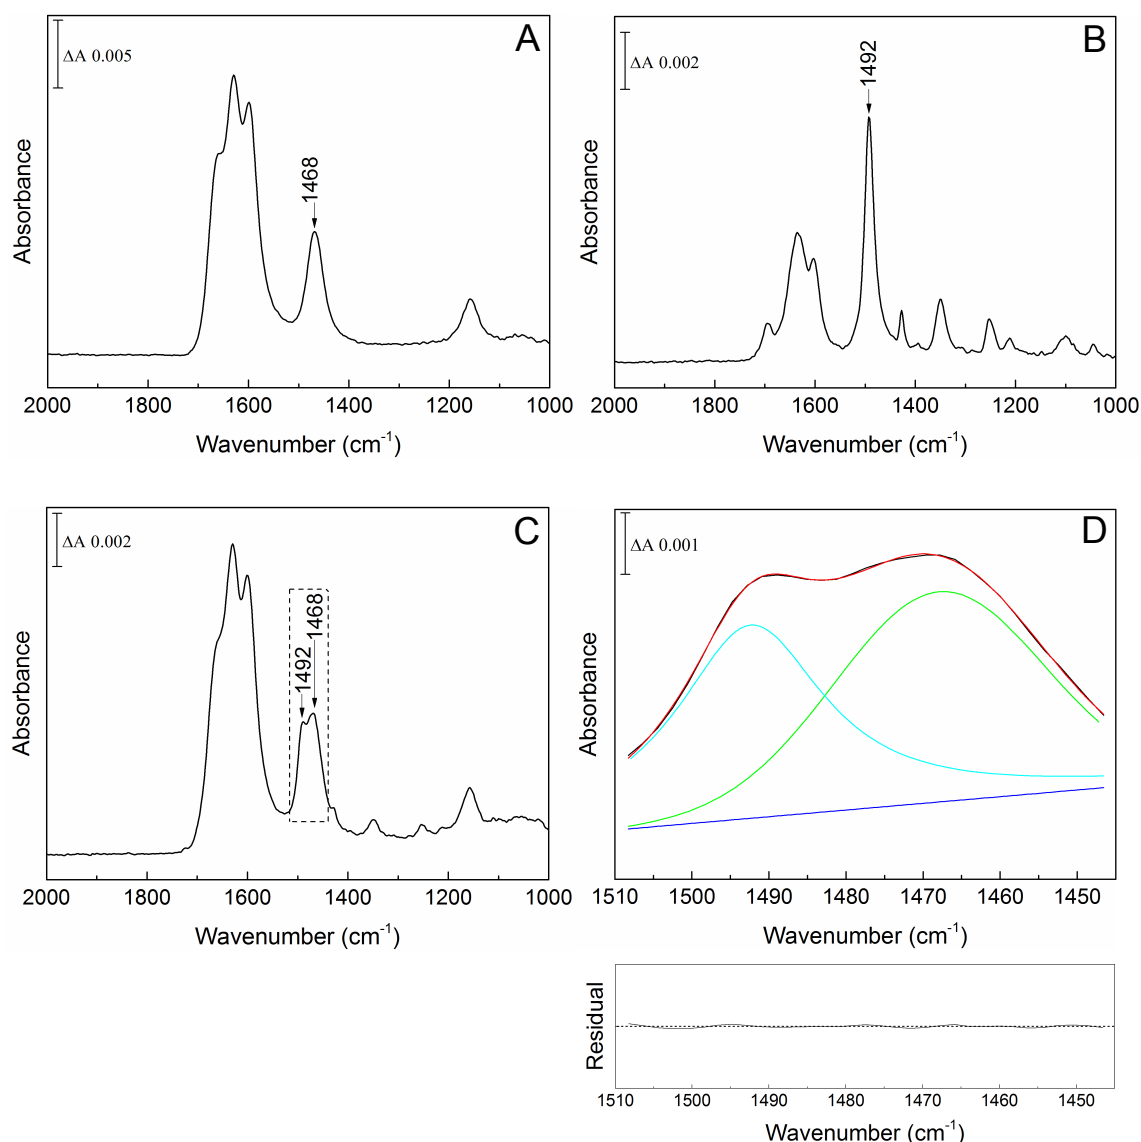 A
ΔA 0.005
1468
Absorbance
2000 1800 1600 1400 1200 1000
Wavenumber (cm⁻¹)
B
ΔA 0.002
1492
Absorbance
2000 1800 1600 1400 1200 1000
Wavenumber (cm⁻¹)
C
ΔA 0.002
1492
1468
Absorbance
2000 1800 1600 1400 1200 1000
Wavenumber (cm⁻¹)
D
ΔA 0.001
Absorbance
1510 1500 1490 1480 1470 1460 1450
Wavenumber (cm⁻¹)
Residual
1510 1500 1490 1480 1470 1460 1450
Wavenumber (cm⁻¹)